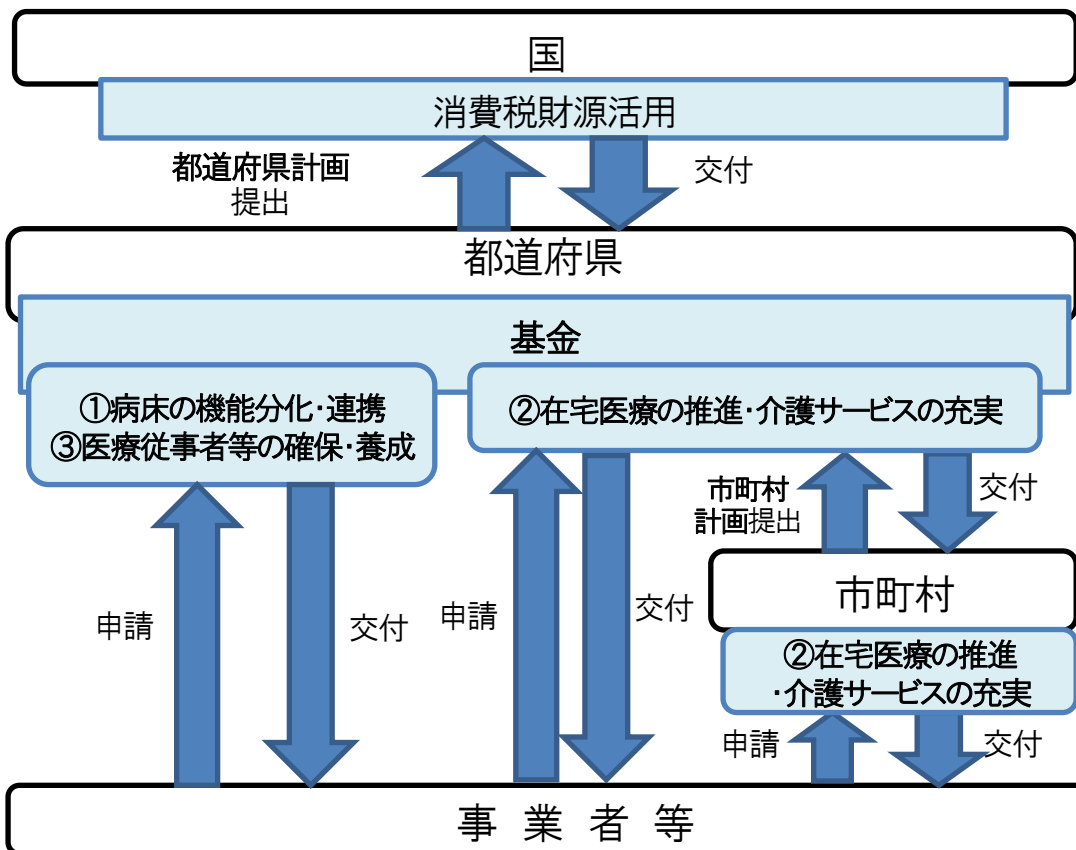 国
消費税財源活用
都道府県計画
提出
交付
都道府県
基金
①病床の機能分化・連携
③医療従事者等の確保・養成
②在宅医療の推進・介護サービスの充実
市町村
計画提出
交付
市町村
②在宅医療の推進
・介護サービスの充実
申請
交付
申請
交付
申請
交付
事業者等